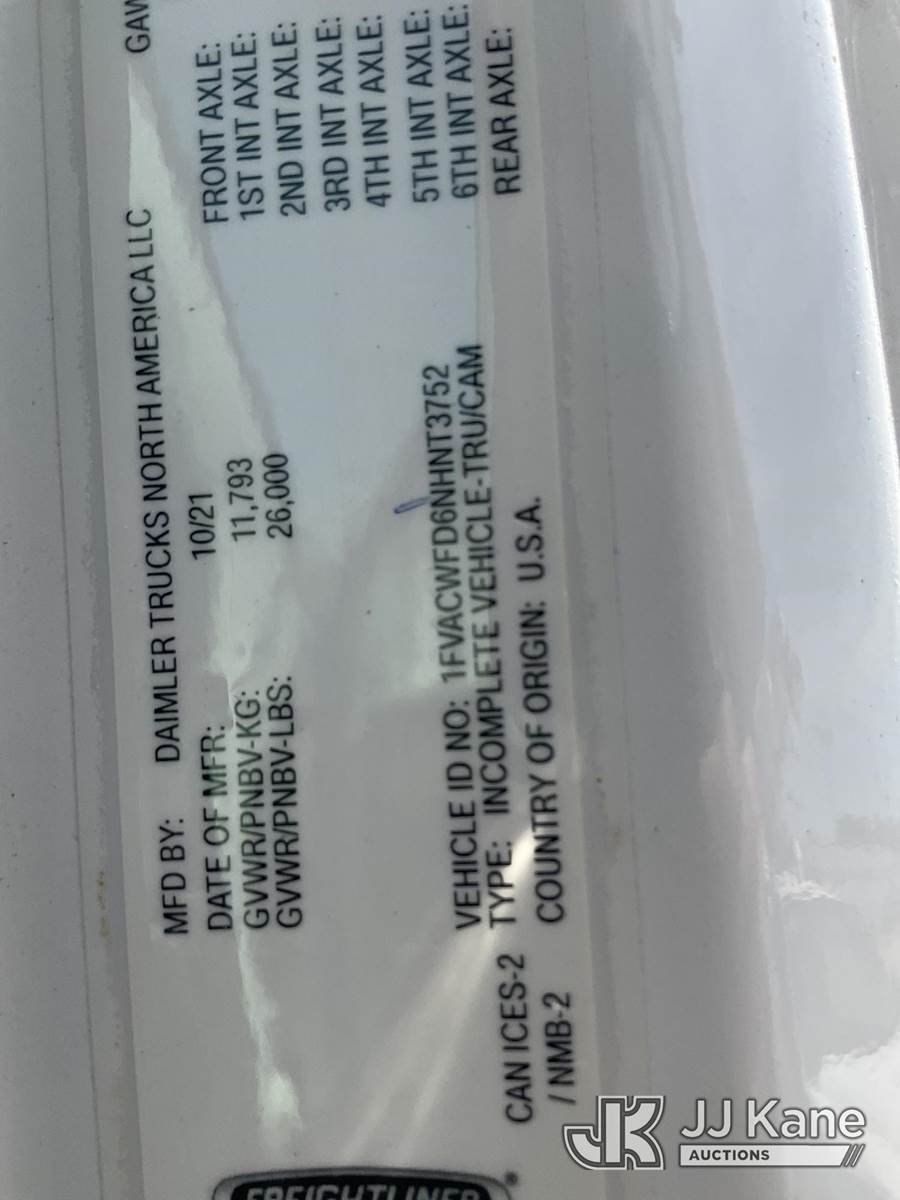 MFD BY: DAIMLER TRUCKS NORTH AMERICA LLC
DATE OF MFR: 10/21
GVWR/PNBV-KG: 11,793
GVWR/PNBV-LBS: 26,000
VEHICLE ID NO: 1FVACWFD6NHNT3752
TYPE: INCOMPLETE VEHICLE-TRU/CAM
COUNTRY OF ORIGIN: U.S.A.
CAN ICES-2
/ NMB-2
GAW
FRONT AXLE:
1ST INT AXLE:
2ND INT AXLE:
3RD INT AXLE:
4TH INT AXLE:
5TH INT AXLE:
6TH INT AXLE:
REAR AXLE:
FREIGHTLINER
JK JJ Kane
AUCTIONS